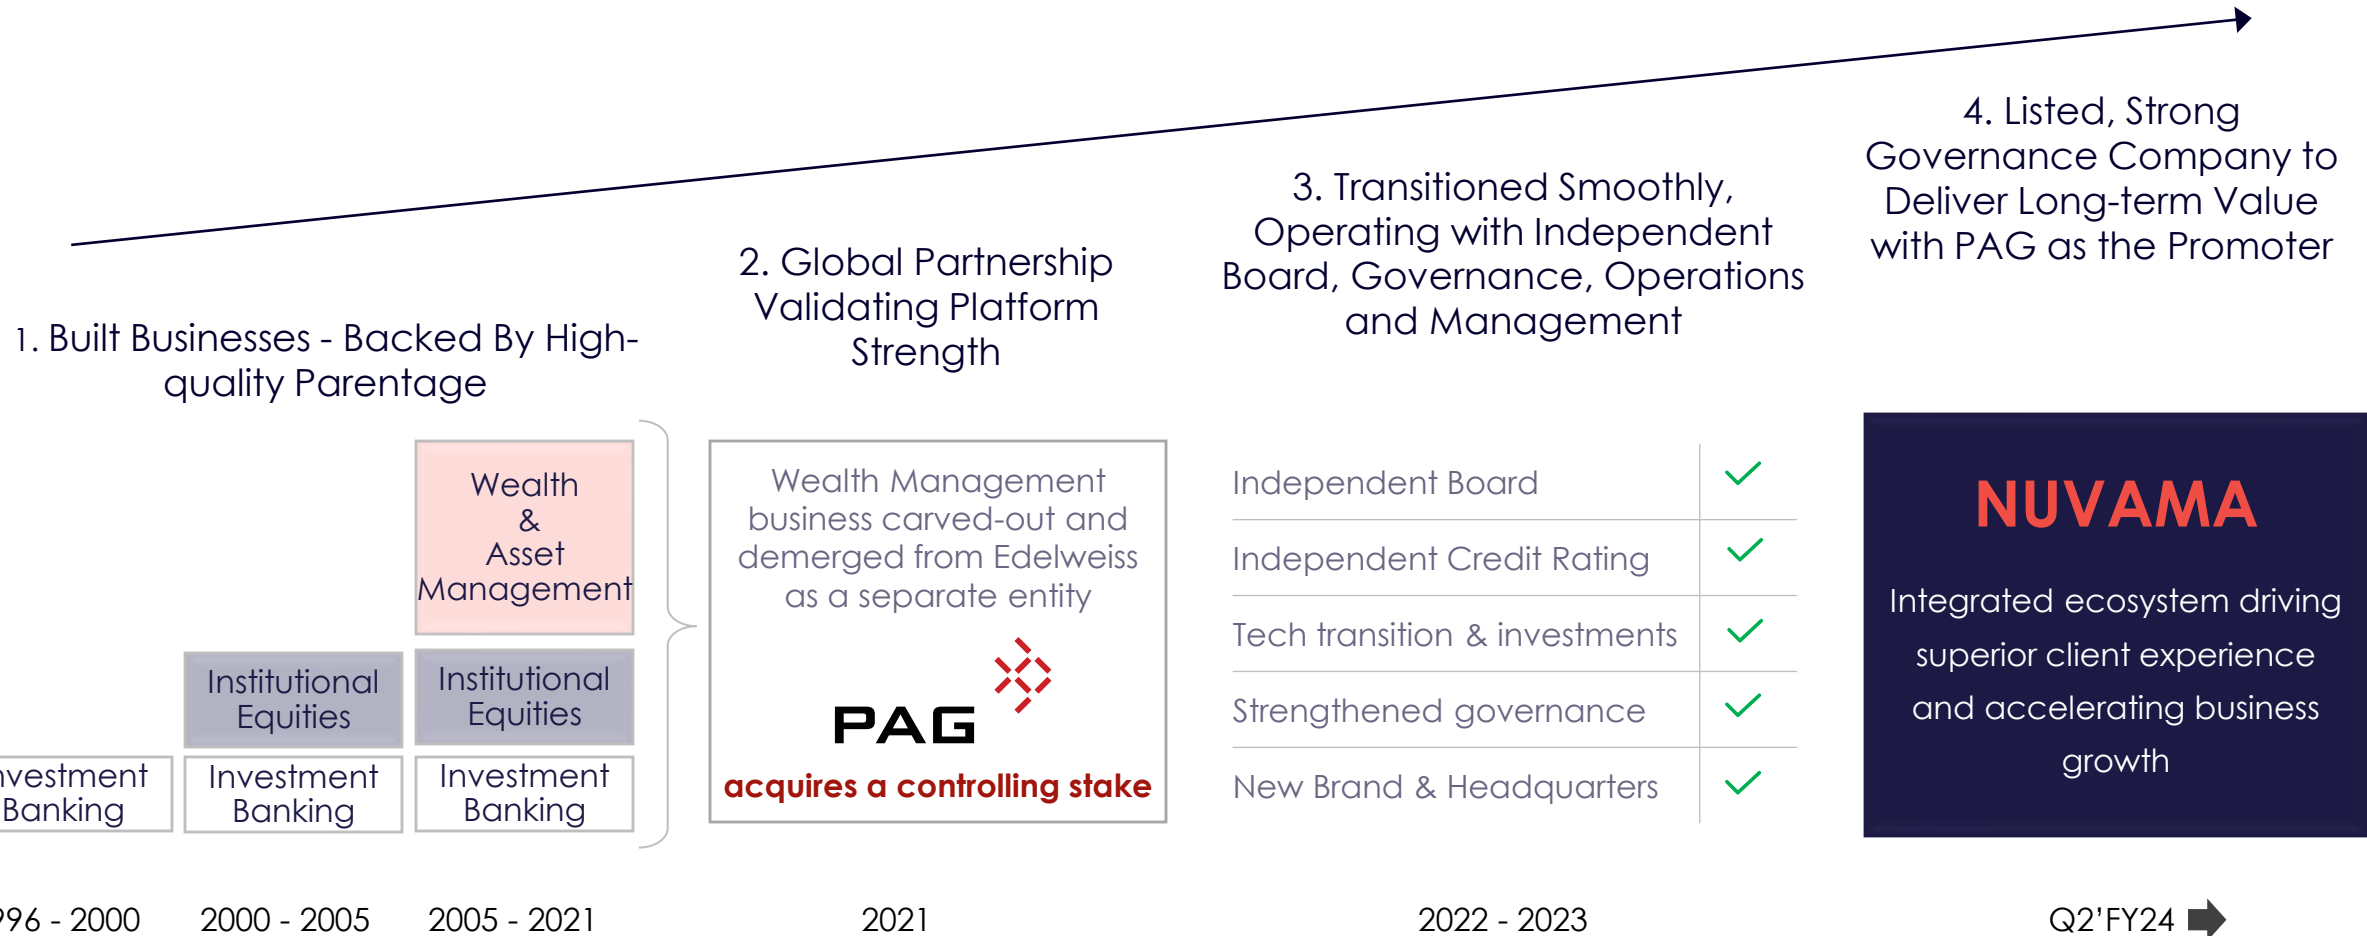 4. Listed, Strong
Governance Company to
Deliver Long-term Value
with PAG as the Promoter
3. Transitioned Smoothly,
Operating with Independent
Board, Governance, Operations
and Management
2. Global Partnership
Validating Platform
Strength
1. Built Businesses - Backed By High-
quality Parentage
Wealth
&
Asset
Management
Institutional
Equities
Institutional
Equities
nvestment
Banking
Investment
Banking
Investment
Banking
Wealth Management
business carved-out and
demerged from Edelweiss
as a separate entity
PAG
acquires a controlling stake
Independent Board
Independent Credit Rating
Tech transition & investments
Strengthened governance
New Brand & Headquarters
NUVAMA
Integrated ecosystem driving
superior client experience
and accelerating business
growth
996 - 2000
2000 - 2005
2005 - 2021
2021
2022 - 2023
Q2'FY24